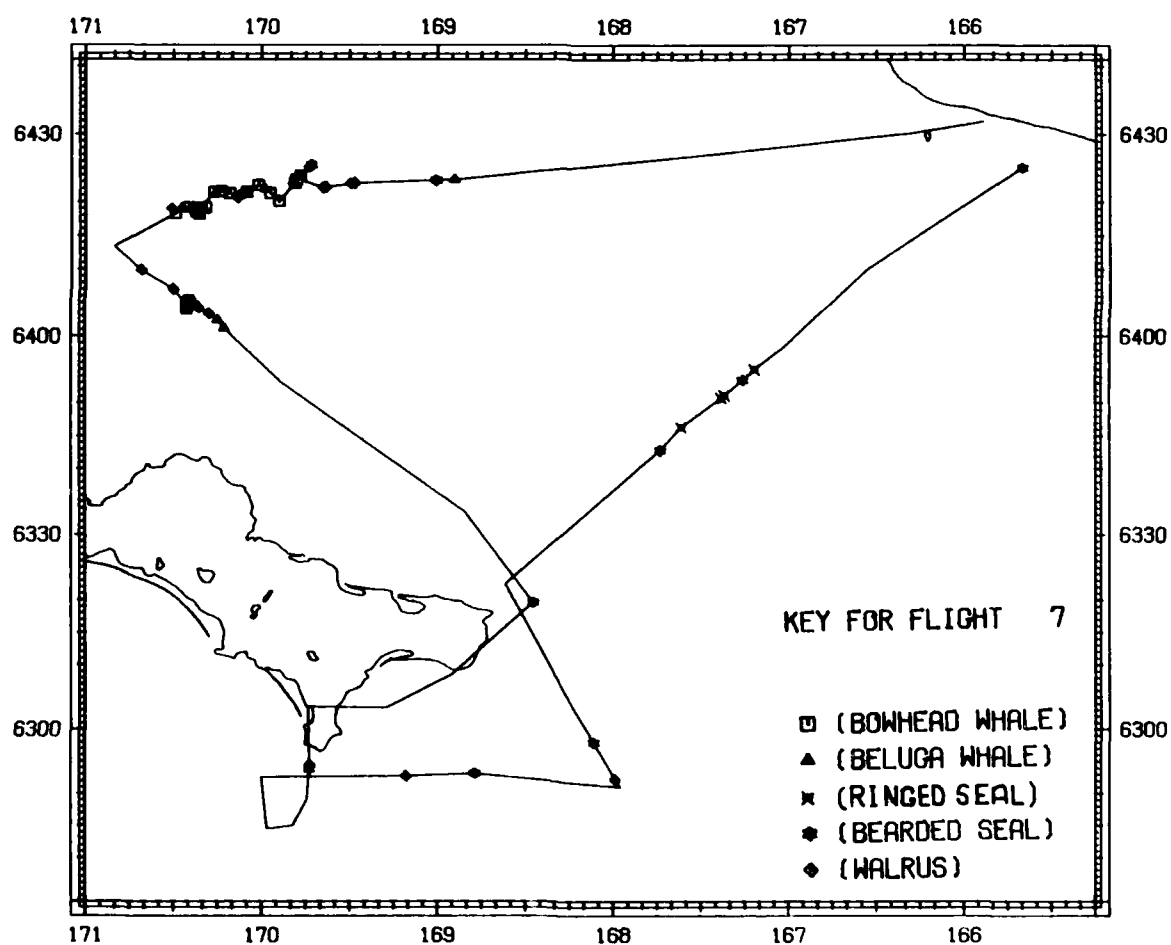 171 170 169 168 167 166
6430 6430
6400 6400
6330 6330
KEY FOR FLIGHT 7
6300 6300
(BOWHEAD WHALE)
(BELUGA WHALE)
(RINGED SEAL)
(BEARDED SEAL)
(WALRUS)
171 170 169 168 167 166